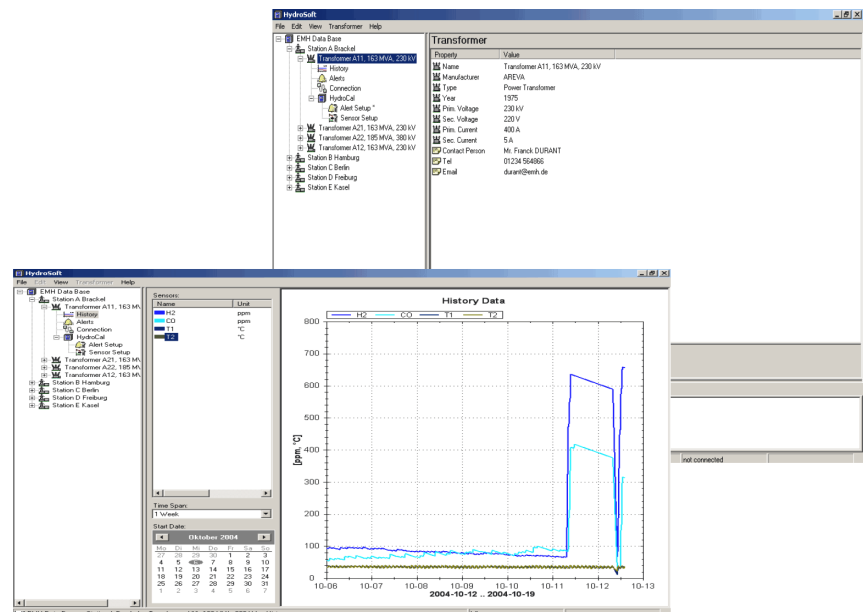 HydroSoft
File Edit View Transformer Help
EMH Data Base
Station A Brackel
Transformer A11, 163 MVA, 230 kV
History
Alerts
Connection
HydroCal
Alert Setup *
Sensor Setup
Transformer A21, 163 MVA, 230 kV
Transformer A22, 185 MVA, 380 kV
Transformer A12, 163 MVA, 230 kV
Station B Hamburg
Station C Berlin
Station D Freiburg
Station E Kasel
Transformer
Property Value
Name Transformer A11, 163 MVA, 230 kV
Manufacturer AREVA
Type Power Transformer
Year 1975
Prim. Voltage 230 kV
Sec. Voltage 220 V
Prim. Current 400 A
Sec. Current 5 A
Contact Person Mr. Franck DURANT
Tel 01234 564866
Email durant@emh.de
not connected
HydroSoft
File Edit View Transformer Help
EMH Data Base
Station A Brackel
Transformer A11, 163 M
History
Alerts
Connection
HydroCal
Alert Setup
Sensor Setup
Transformer A21, 163 M
Transformer A22, 185 M
Transformer A12, 163 M
Station B Hamburg
Station C Berlin
Station D Freiburg
Station E Kasel
Sensors:
Name Unit
H2 ppm
CO ppm
T1 °C
T2 °C
Time Span:
1 Week
Start Date:
Oktober 2004
Mo Di Mi Do Fr Sa So
27 28 29 30 1 2 3
4 5 6 7 8 9 10
11 12 13 14 15 16 17
18 19 20 21 22 23 24
25 26 27 28 29 30 31
1 2 3 4 5 6 7
History Data
H2 CO T1 T2
800
700
600
500
400
300
200
100
0
[ppm, °C]
10-06 10-07 10-08 10-09 10-10 10-11 10-12 10-13
2004-10-12 .. 2004-10-19